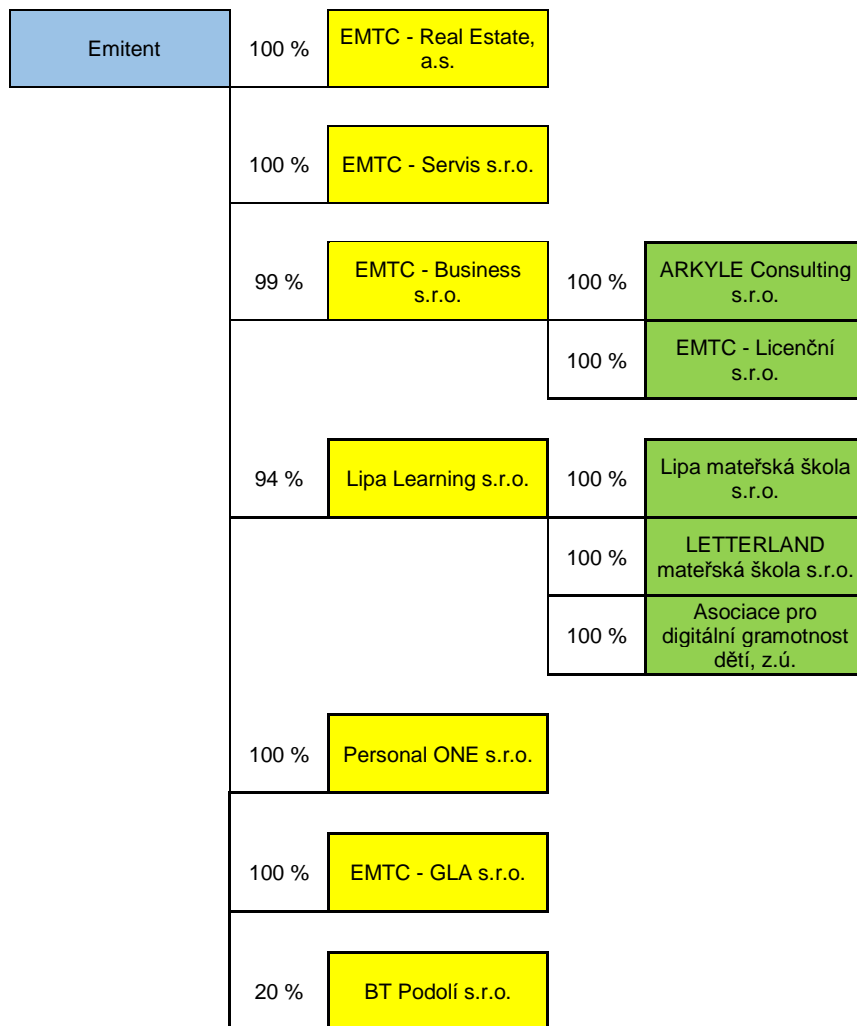 Emitent
100 %
EMTC - Real Estate,
a.s.
100 %
EMTC - Servis s.r.o.
99 %
EMTC - Business
s.r.o.
100 %
ARKYLE Consulting
s.r.o.
100 %
EMTC - Licenční
s.r.o.
94 %
Lipa Learning s.r.o.
100 %
Lipa mateřská škola
s.r.o.
100 %
LETTERLAND
mateřská škola s.r.o.
100 %
Asociace pro
digitální gramotnost
dětí, z.ú.
100 %
Personal ONE s.r.o.
100 %
EMTC - GLA s.r.o.
20 %
BT Podolí s.r.o.